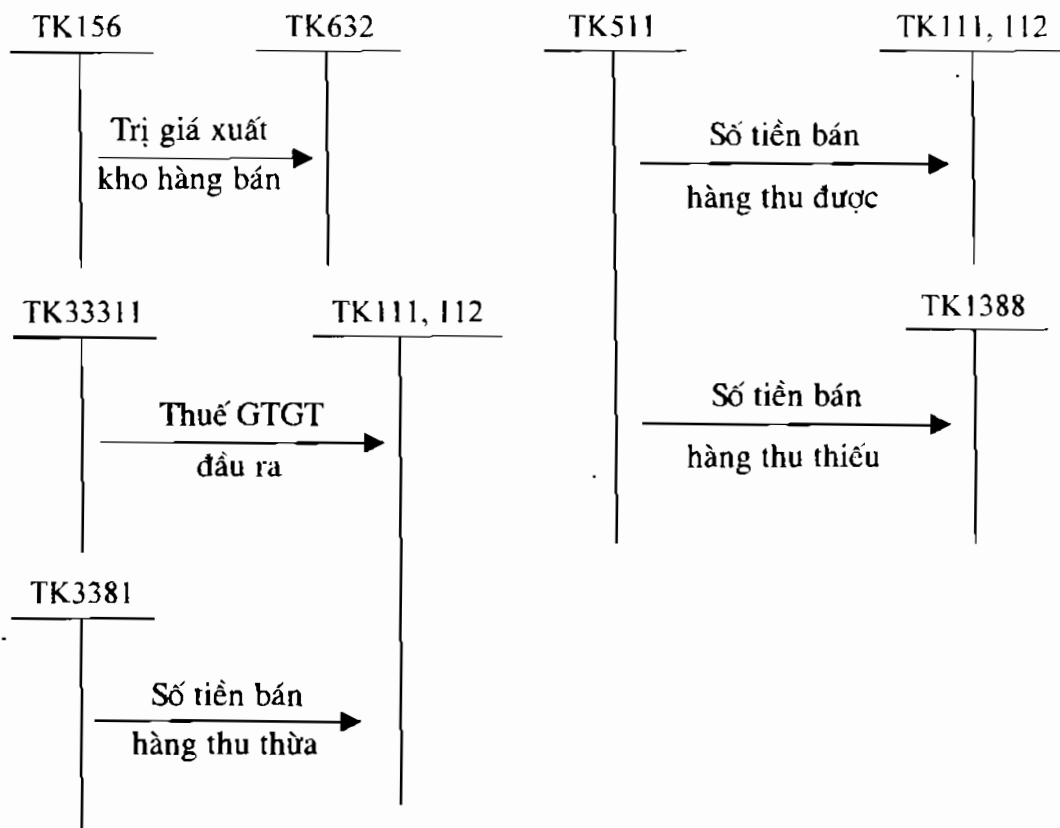 TK156 TK632 TK511 TK111, 112
Trị giá xuất
kho hàng bán
Số tiền bán
hàng thu được
TK33311 TK111, 112 TK1388
Thuế GTGT
đầu ra
Số tiền bán
hàng thu thiếu
TK3381
Số tiền bán
hàng thu thừa